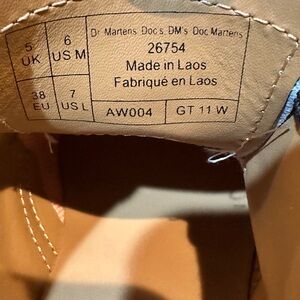 5 UK
6 US M
38 EU
7 US L
Dr. Martens Doc's DM's Doc Martens
26754
Made in Laos
Fabriqué en Laos
AW004
GT 11 W